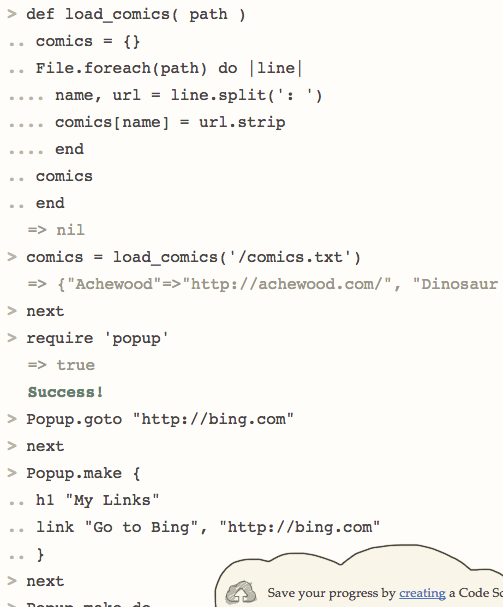 > def load_comics( path )
.. comics = {}
.. File.foreach(path) do |line|
.... name, url = line.split(': ')
.... comics[name] = url.strip
.... end
.. comics
.. end
=> nil
> comics = load_comics('/comics.txt')
=> {"Achewood"=>"http://achewood.com/", "Dinosaur
> next
> require 'popup'
=> true
Success!
> Popup.goto "http://bing.com"
> next
> Popup.make {
.. h1 "My Links"
.. link "Go to Bing", "http://bing.com"
.. }
> next
Save your progress by creating a Code Sc
> Popup.make do